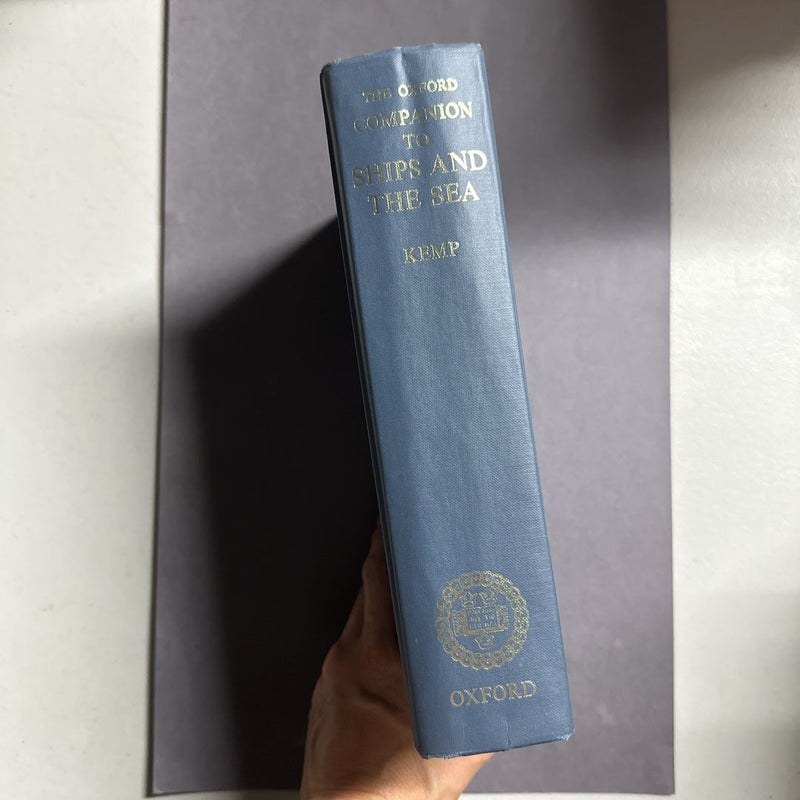 THE OXFORD
COMPANION
TO
SHIPS AND
THE SEA
KEMP
OXFORD